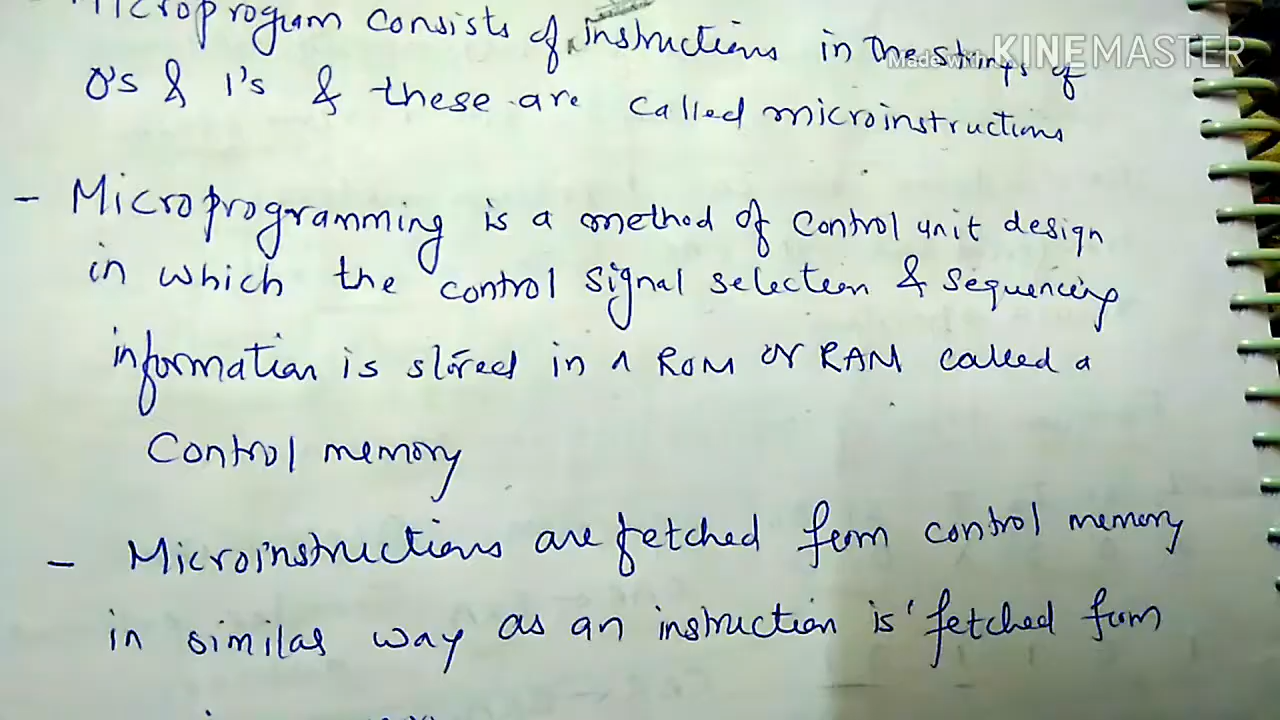 Microprogram consists of instructions in the strings of
Made with KINEMASTER
0's & 1's & these are called microinstructions
- Microprogramming is a method of control unit design
in which the control signal selection & sequencing
information is stored in a ROM or RAM called a
Control memory
- Microinstructions are fetched from control memory
in similar way as an instruction is fetched from